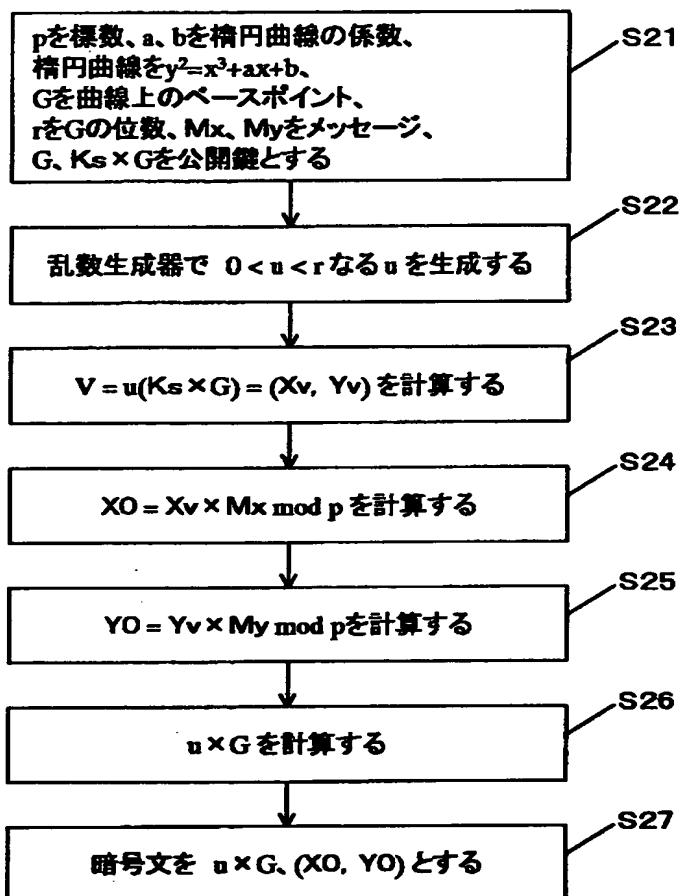 pを標数、a、bを楕円曲線の係数、
楕円曲線をy²=x³+ax+b、
Gを曲線上のベースポイント、
rをGの位数、Mx、Myをメッセージ、
G、Ks×Gを公開鍵とする
S21
乱数生成器で 0<u<rなるuを生成する
S22
V=u(Ks×G)=(Xv, Yv)を計算する
S23
X0=Xv×Mx mod pを計算する
S24
Y0=Yv×My mod pを計算する
S25
u×Gを計算する
S26
暗号文を u×G、(X0, Y0)とする
S27